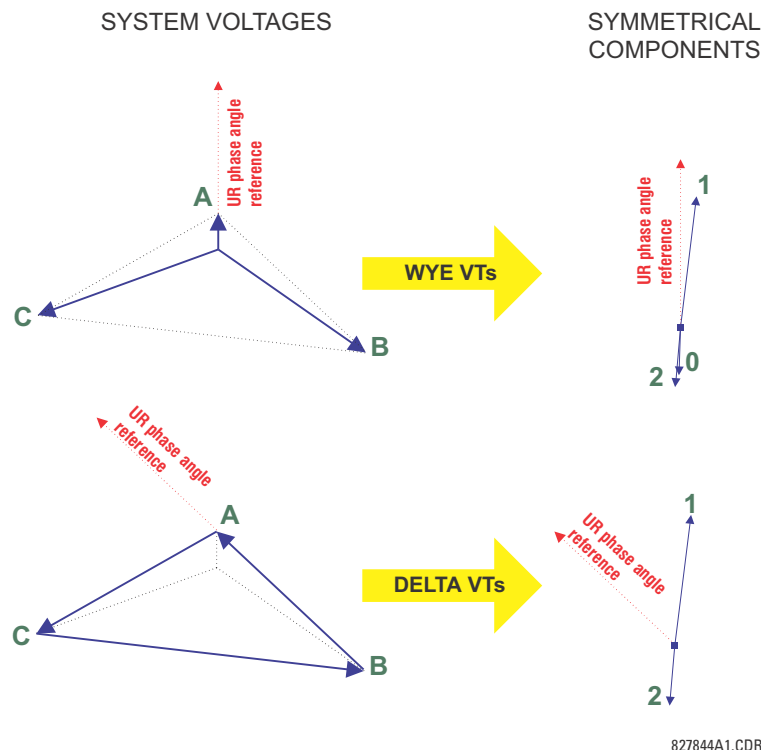 SYSTEM VOLTAGES
SYMMETRICAL
COMPONENTS
UR phase angle
reference
A
C
B
WYE VTs
UR phase angle
reference
1
2
0
UR phase angle
reference
A
C
B
DELTA VTs
UR phase angle
reference
1
2
827844A1.CDR